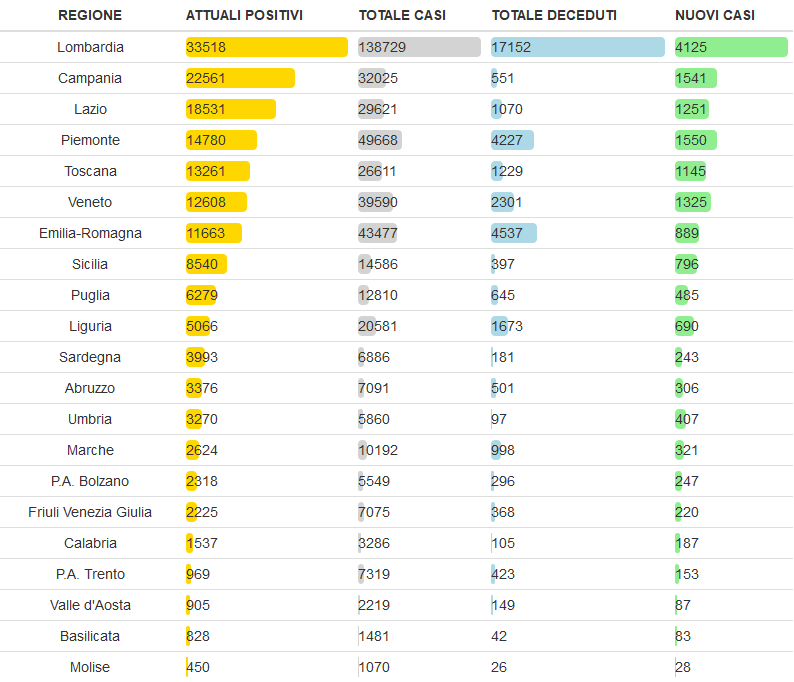 REGIONE ATTUALI POSITIVI TOTALE CASI TOTALE DECEDUTI NUOVI CASI
Lombardia 33518 138729 17152 4125
Campania 22561 32025 551 1541
Lazio 18531 29621 1070 1251
Piemonte 14780 49668 4227 1550
Toscana 13261 26611 1229 1145
Veneto 12608 39590 2301 1325
Emilia-Romagna 11663 43477 4537 889
Sicilia 8540 14586 397 796
Puglia 6279 12810 645 485
Liguria 5066 20581 1673 690
Sardegna 3993 6886 181 243
Abruzzo 3376 7091 501 306
Umbria 3270 5860 97 407
Marche 2624 10192 998 321
P.A. Bolzano 2318 5549 296 247
Friuli Venezia Giulia 2225 7075 368 220
Calabria 1537 3286 105 187
P.A. Trento 969 7319 423 153
Valle d'Aosta 905 2219 149 87
Basilicata 828 1481 42 83
Molise 450 1070 26 28